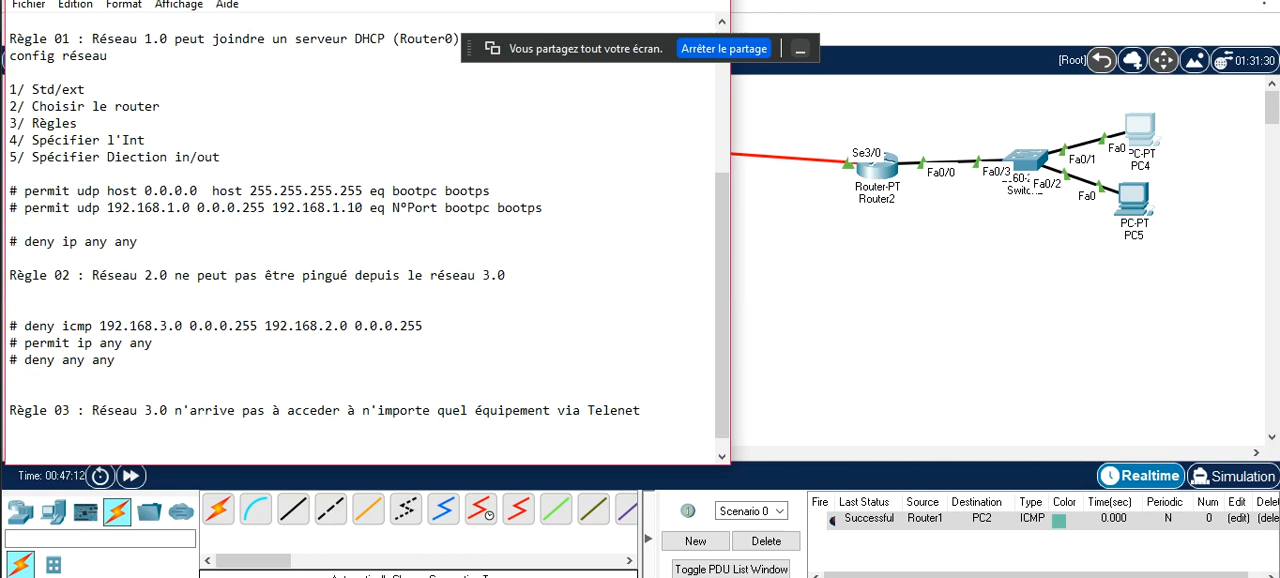 Fichier Edition Format Affichage Aide
Règle 01 : Réseau 1.0 peut joindre un serveur DHCP (Router0)
config réseau
Vous partagez tout votre écran. Arrêter le partage
1/ Std/ext
2/ Choisir le router
3/ Règles
4/ Spécifier l'Int
5/ Spécifier Diection in/out
# permit udp host 0.0.0.0 host 255.255.255.255 eq bootpc bootps
# permit udp 192.168.1.0 0.0.0.255 192.168.1.10 eq N°Port bootpc bootps
# deny ip any any
Règle 02 : Réseau 2.0 ne peut pas être pingué depuis le réseau 3.0
# deny icmp 192.168.3.0 0.0.0.255 192.168.2.0 0.0.0.255
# permit ip any any
# deny any any
Règle 03 : Réseau 3.0 n'arrive pas à acceder à n'importe quel équipement via Telenet
[Root] 01:31:30
Se3/0
Router-PT
Router2
Fa0/0
Fa0/3
Switch
Fa0/1
Fa0/2
Fa0
PC-PT
PC4
Fa0
PC-PT
PC5
Time: 00:47:12
Realtime Simulation
Scenario 0
New Delete
Toggle PDU List Window
Fire Last Status Source Destination Type Color Time(sec) Periodic Num Edit Dele
Successful Router1 PC2 ICMP 0.000 N 0 (edit) (dele